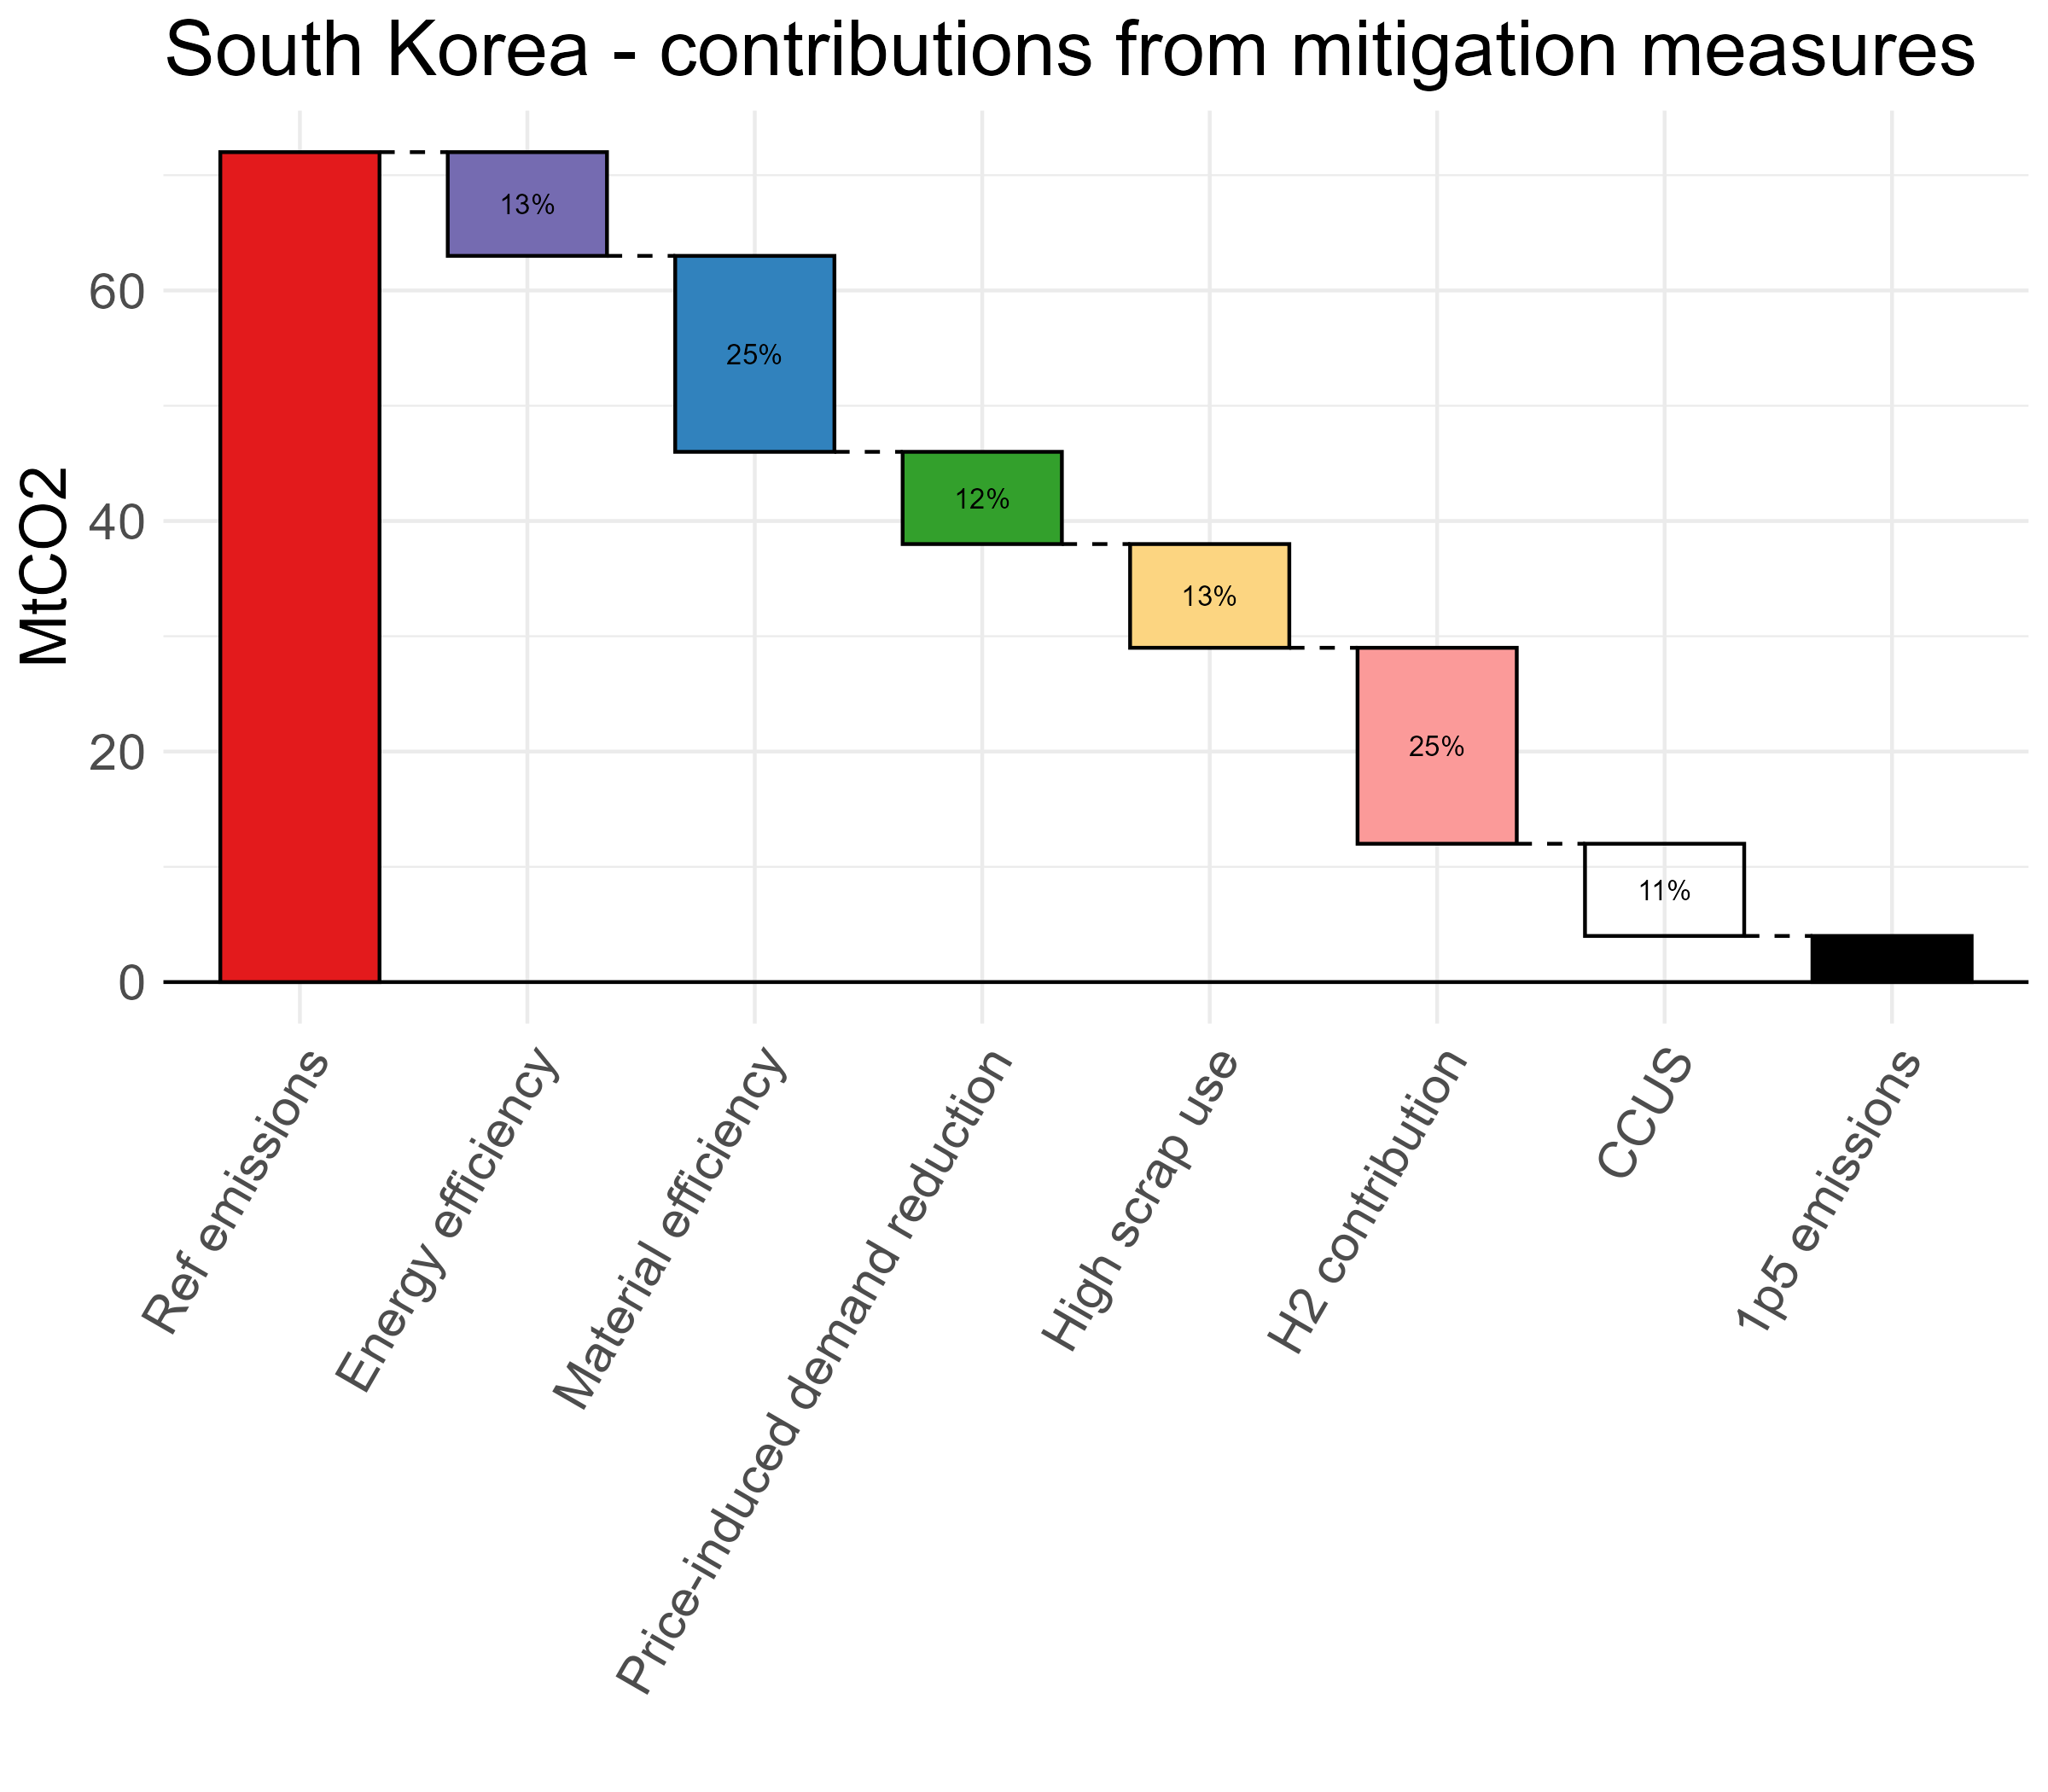 South Korea - contributions from mitigation measures
MtCO2
60
40
20
0
13%
25%
12%
13%
25%
11%
Ref emissions
Energy efficiency
Material efficiency
Price-induced demand reduction
High scrap use
H2 contribution
CCUS
1p5 emissions